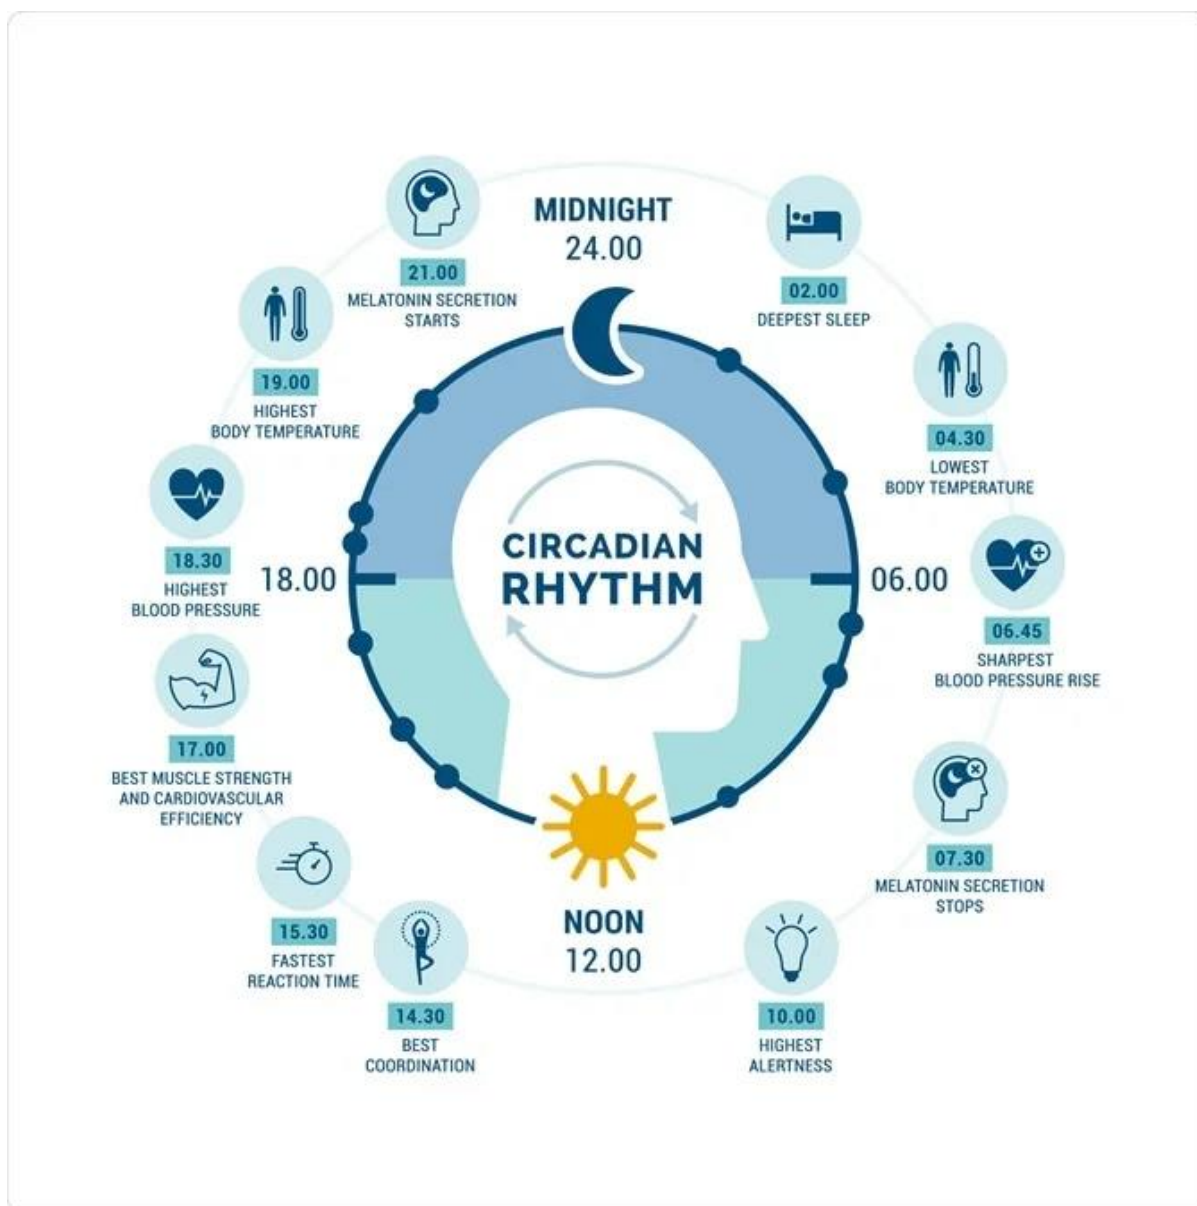 MIDNIGHT
24.00
02.00
DEEPEST SLEEP
04.30
LOWEST
BODY TEMPERATURE
06.00
06.45
SHARPEST
BLOOD PRESSURE RISE
07.30
MELATONIN SECRETION
STOPS
10.00
HIGHEST
ALERTNESS
NOON
12.00
14.30
BEST
COORDINATION
15.30
FASTEST
REACTION TIME
17.00
BEST MUSCLE STRENGTH
AND CARDIOVASCULAR
EFFICIENCY
18.00
18.30
HIGHEST
BLOOD PRESSURE
19.00
HIGHEST
BODY TEMPERATURE
21.00
MELATONIN SECRETION
STARTS
CIRCADIAN
RHYTHM